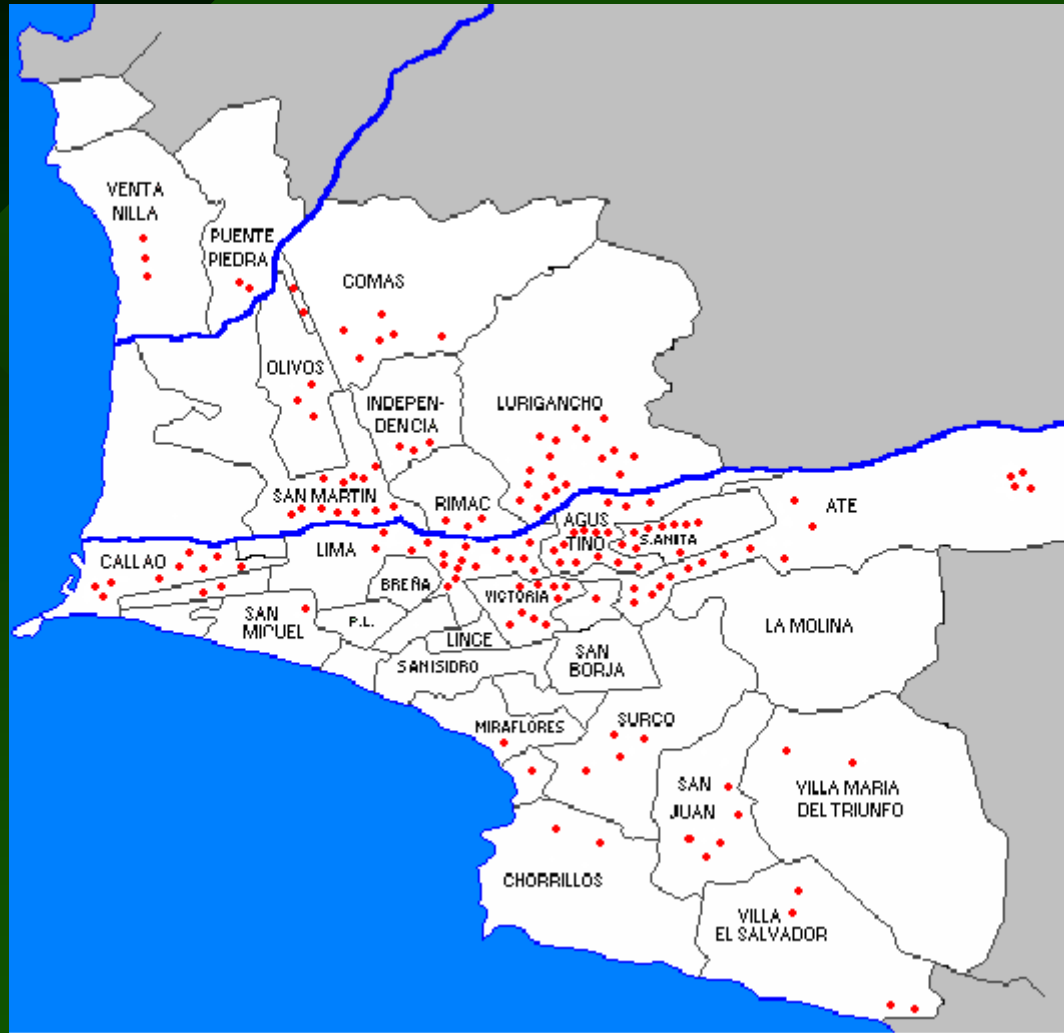 VENTA
NILLA
PUENTE
PIEDRA
COMAS
OLIVOS
INDEPEN-
DENCIA
LURIGANCHO
SAN MARTIN
RIMAC
AGUS
TINO
S.ANITA
ATE
CALLAO
LIMA
BREÑA
VICTORIA
SAN
MIGUEL
P.L.
LINCE
SANISIDRO
SAN
BORJA
LA MOLINA
MIRAFLORES
SURCO
SAN
JUAN
VILLA MARIA
DEL TRIUNFO
CHORRILLOS
VILLA
EL SALVADOR